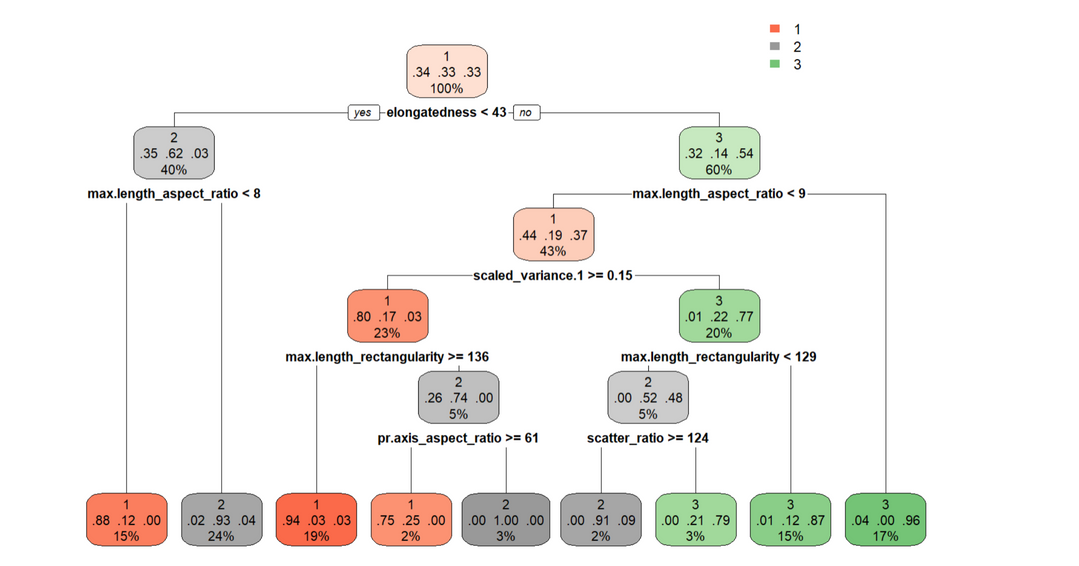 1
2
3
1
.34 .33 .33
100%
yes elongatedness < 43 no
2
.35 .62 .03
40%
3
.32 .14 .54
60%
max.length_aspect_ratio < 8
max.length_aspect_ratio < 9
1
.44 .19 .37
43%
scaled_variance.1 >= 0.15
1
.80 .17 .03
23%
3
.01 .22 .77
20%
max.length_rectangularity >= 136
max.length_rectangularity < 129
2
.26 .74 .00
5%
2
.00 .52 .48
5%
pr.axis_aspect_ratio >= 61
scatter_ratio >= 124
1
.88 .12 .00
15%
2
.02 .93 .04
24%
1
.94 .03 .03
19%
1
.75 .25 .00
2%
2
.00 1.00 .00
3%
2
.00 .91 .09
2%
3
.00 .21 .79
3%
3
.01 .12 .87
15%
3
.04 .00 .96
17%